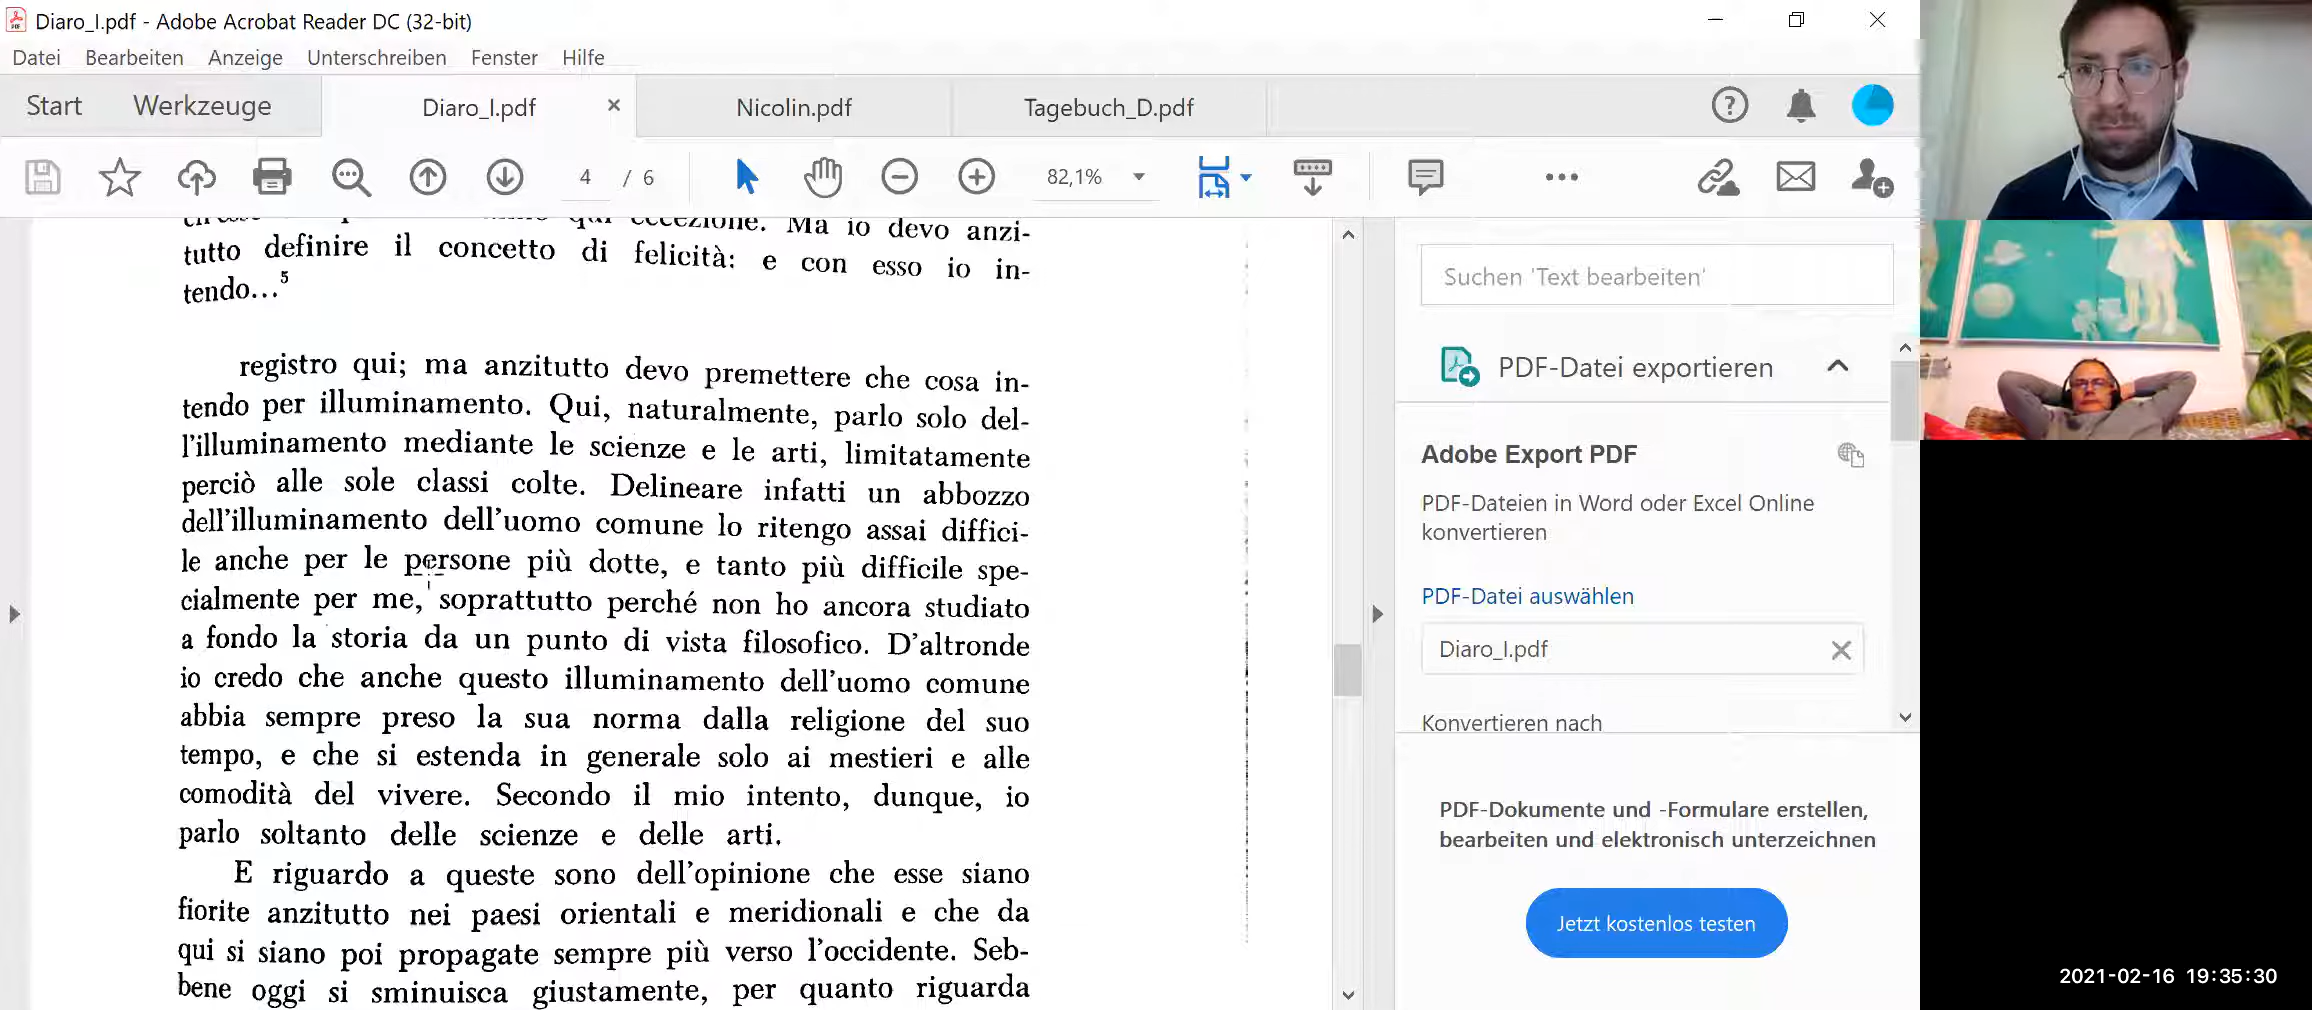 Diaro_I.pdf - Adobe Acrobat Reader DC (32-bit)
Datei Bearbeiten Anzeige Unterschreiben Fenster Hilfe
Start Werkzeuge Diaro_I.pdf × Nicolin.pdf Tagebuch_D.pdf
4 / 6 82,1%
qui eccezione. Ma io devo anzi-
tutto definire il concetto di felicità: e con esso io in-
tendo...5
registro qui; ma anzitutto devo premettere che cosa in-
tendo per illuminamento. Qui, naturalmente, parlo solo del-
l'illuminamento mediante le scienze e le arti, limitatamente
perciò alle sole classi colte. Delineare infatti un abbozzo
dell'illuminamento dell'uomo comune lo ritengo assai diffici-
le anche per le persone più dotte, e tanto più difficile spe-
cialmente per me, soprattutto perché non ho ancora studiato
a fondo la storia da un punto di vista filosofico. D'altronde
io credo che anche questo illuminamento dell'uomo comune
abbia sempre preso la sua norma dalla religione del suo
tempo, e che si estenda in generale solo ai mestieri e alle
comodità del vivere. Secondo il mio intento, dunque, io
parlo soltanto delle scienze e delle arti.
E riguardo a queste sono dell'opinione che esse siano
fiorite anzitutto nei paesi orientali e meridionali e che da
qui si siano poi propagate sempre più verso l'occidente. Seb-
bene oggi si sminuisca giustamente, per quanto riguarda
Suchen 'Text bearbeiten'
PDF-Datei exportieren
Adobe Export PDF
PDF-Dateien in Word oder Excel Online
konvertieren
PDF-Datei auswählen
Diaro_I.pdf
Konvertieren nach
PDF-Dokumente und -Formulare erstellen,
bearbeiten und elektronisch unterzeichnen
Jetzt kostenlos testen
2021-02-16 19:35:30